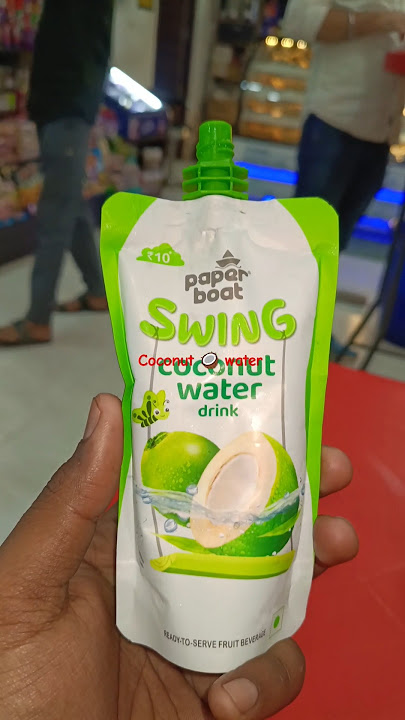 ₹10
paper
boat
SWING
Coconut 🥥 water
coconut
water
drink
READY-TO-SERVE FRUIT BEVERAGE